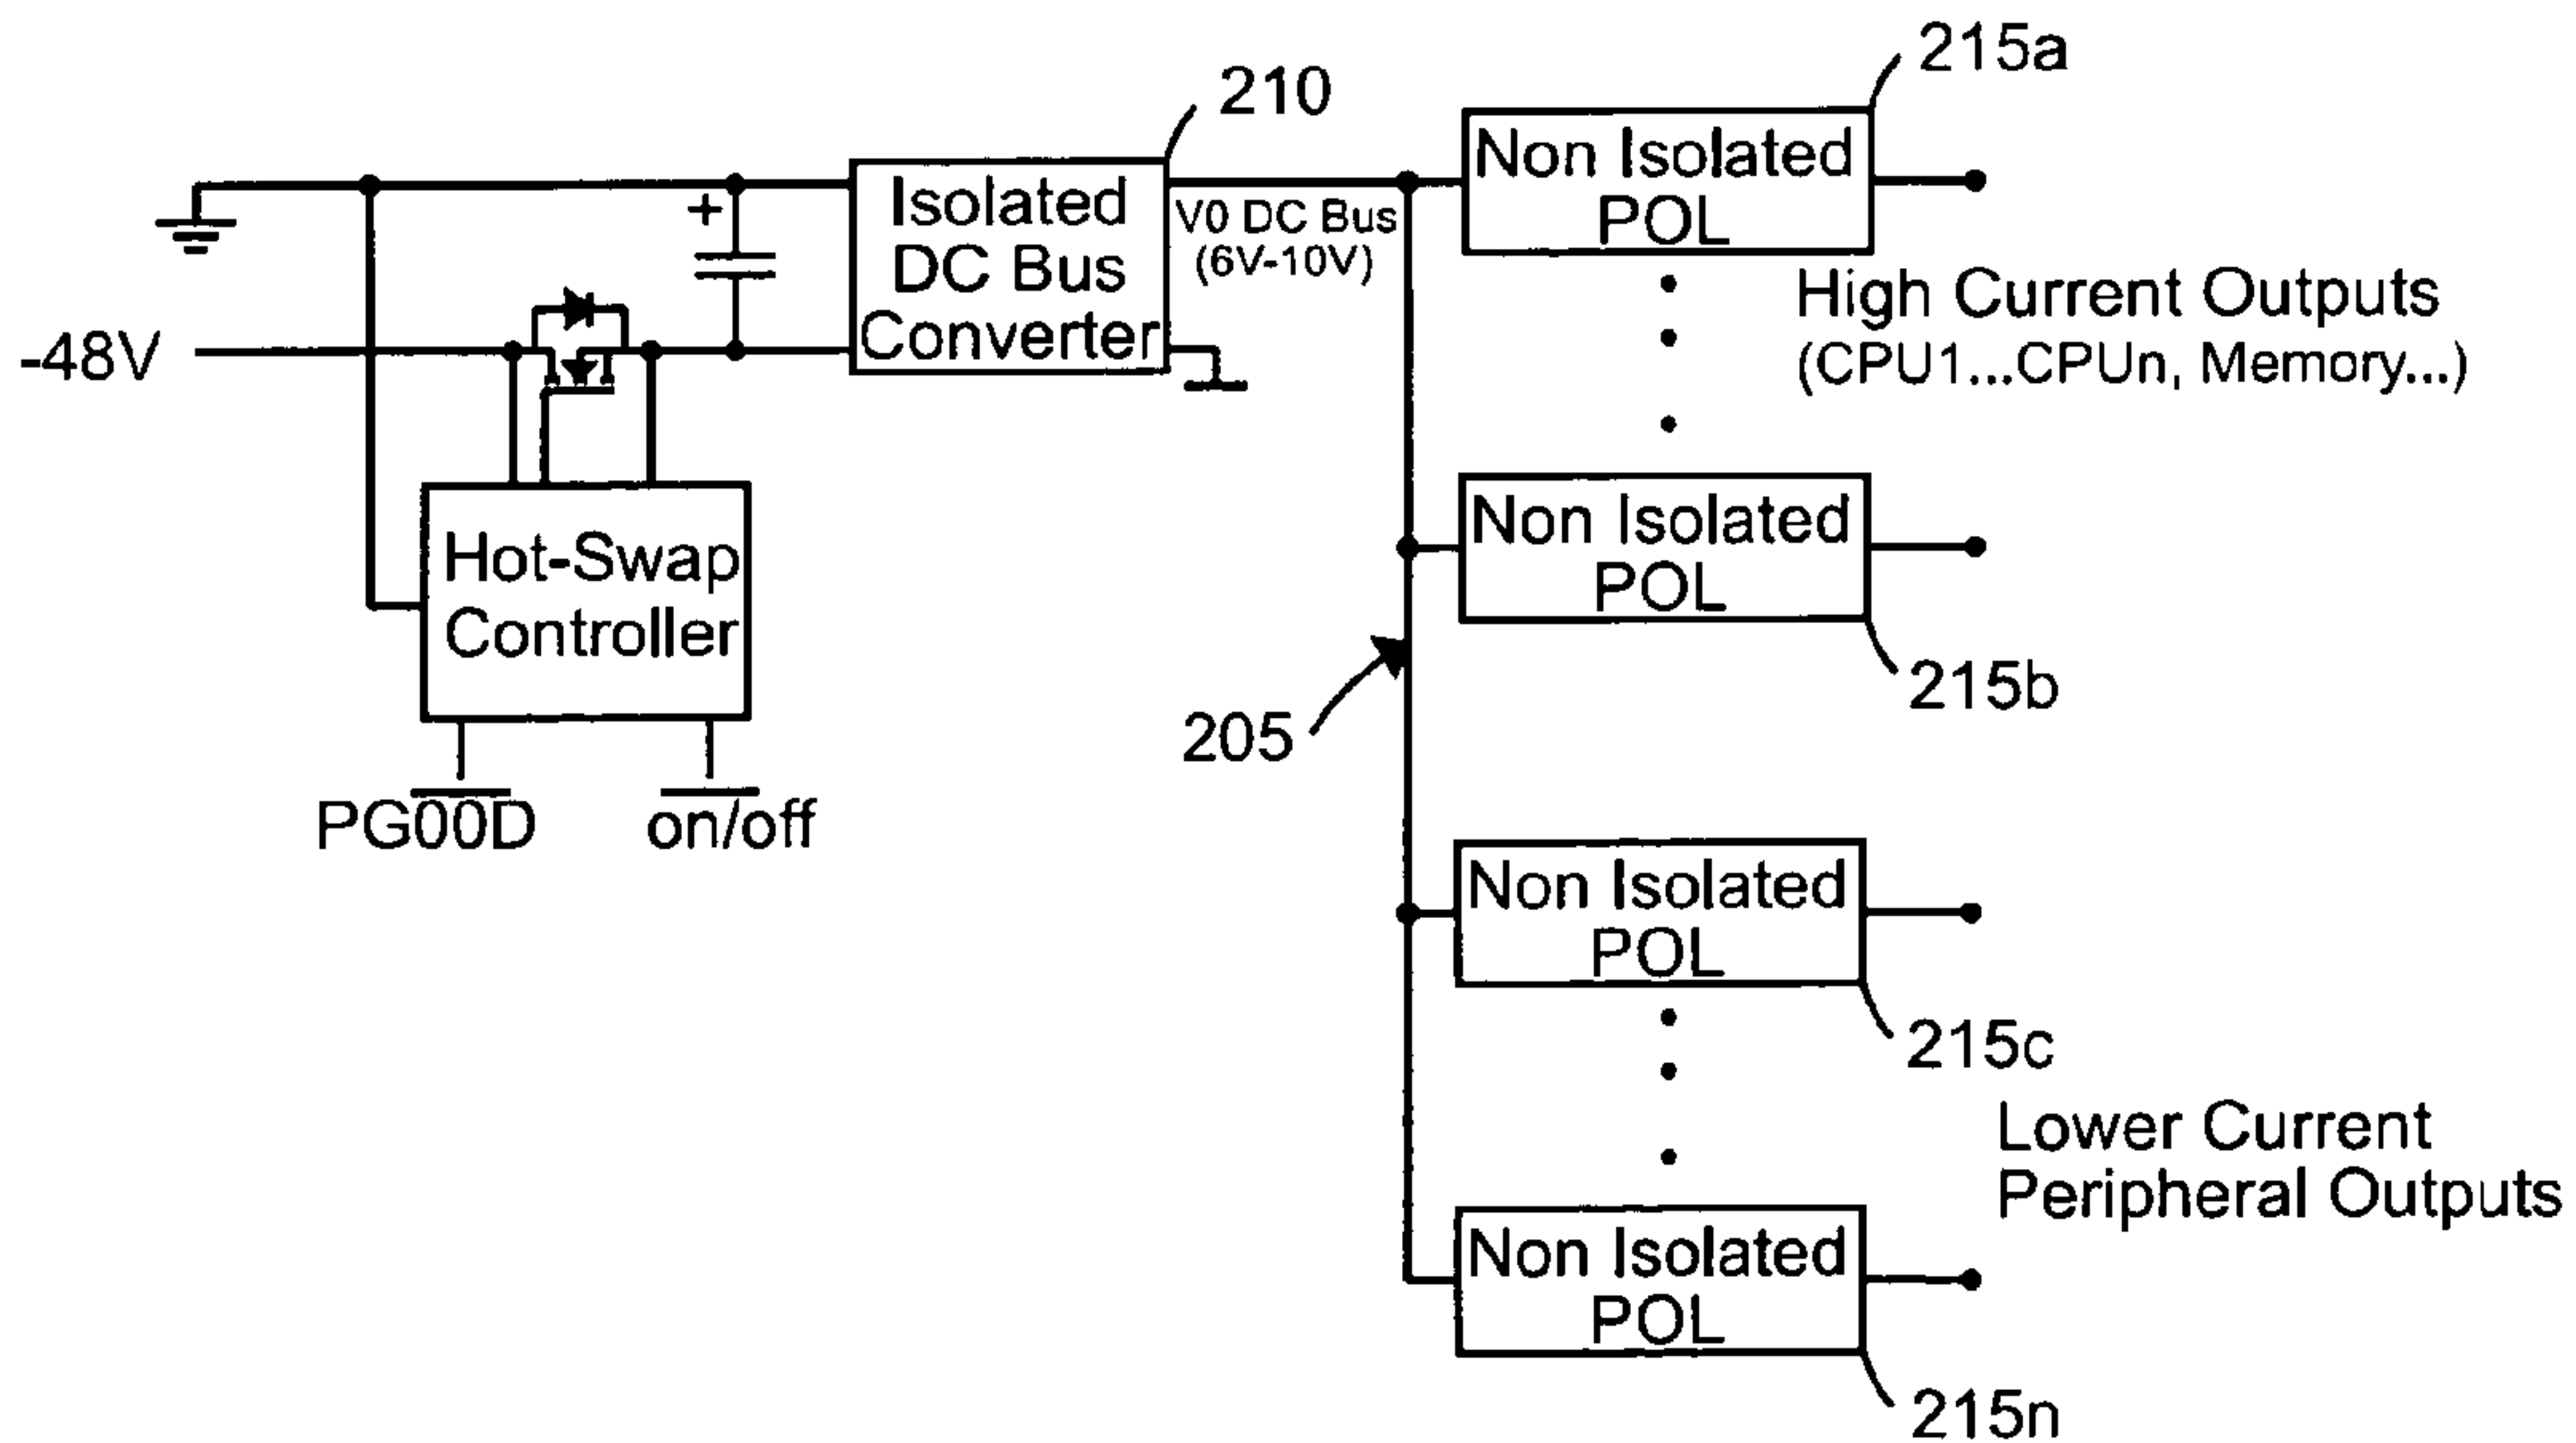 215a
210
Non Isolated
POL
Isolated
DC Bus
Converter
V0 DC Bus
(6V-10V)
+
-48V
High Current Outputs
(CPU1...CPUn, Memory...)
Non Isolated
POL
215b
Hot-Swap
Controller
205
PG00D
on/off
Non Isolated
POL
215c
Lower Current
Peripheral Outputs
Non Isolated
POL
215n